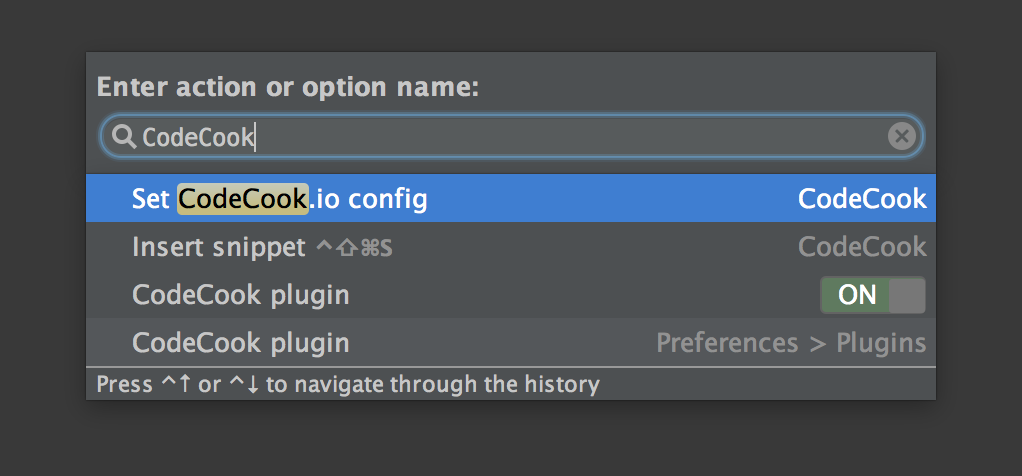 Enter action or option name:
CodeCook
Set CodeCook.io config CodeCook
Insert snippet ^⇧⌘S CodeCook
CodeCook plugin ON
CodeCook plugin Preferences > Plugins
Press ^↑ or ^↓ to navigate through the history